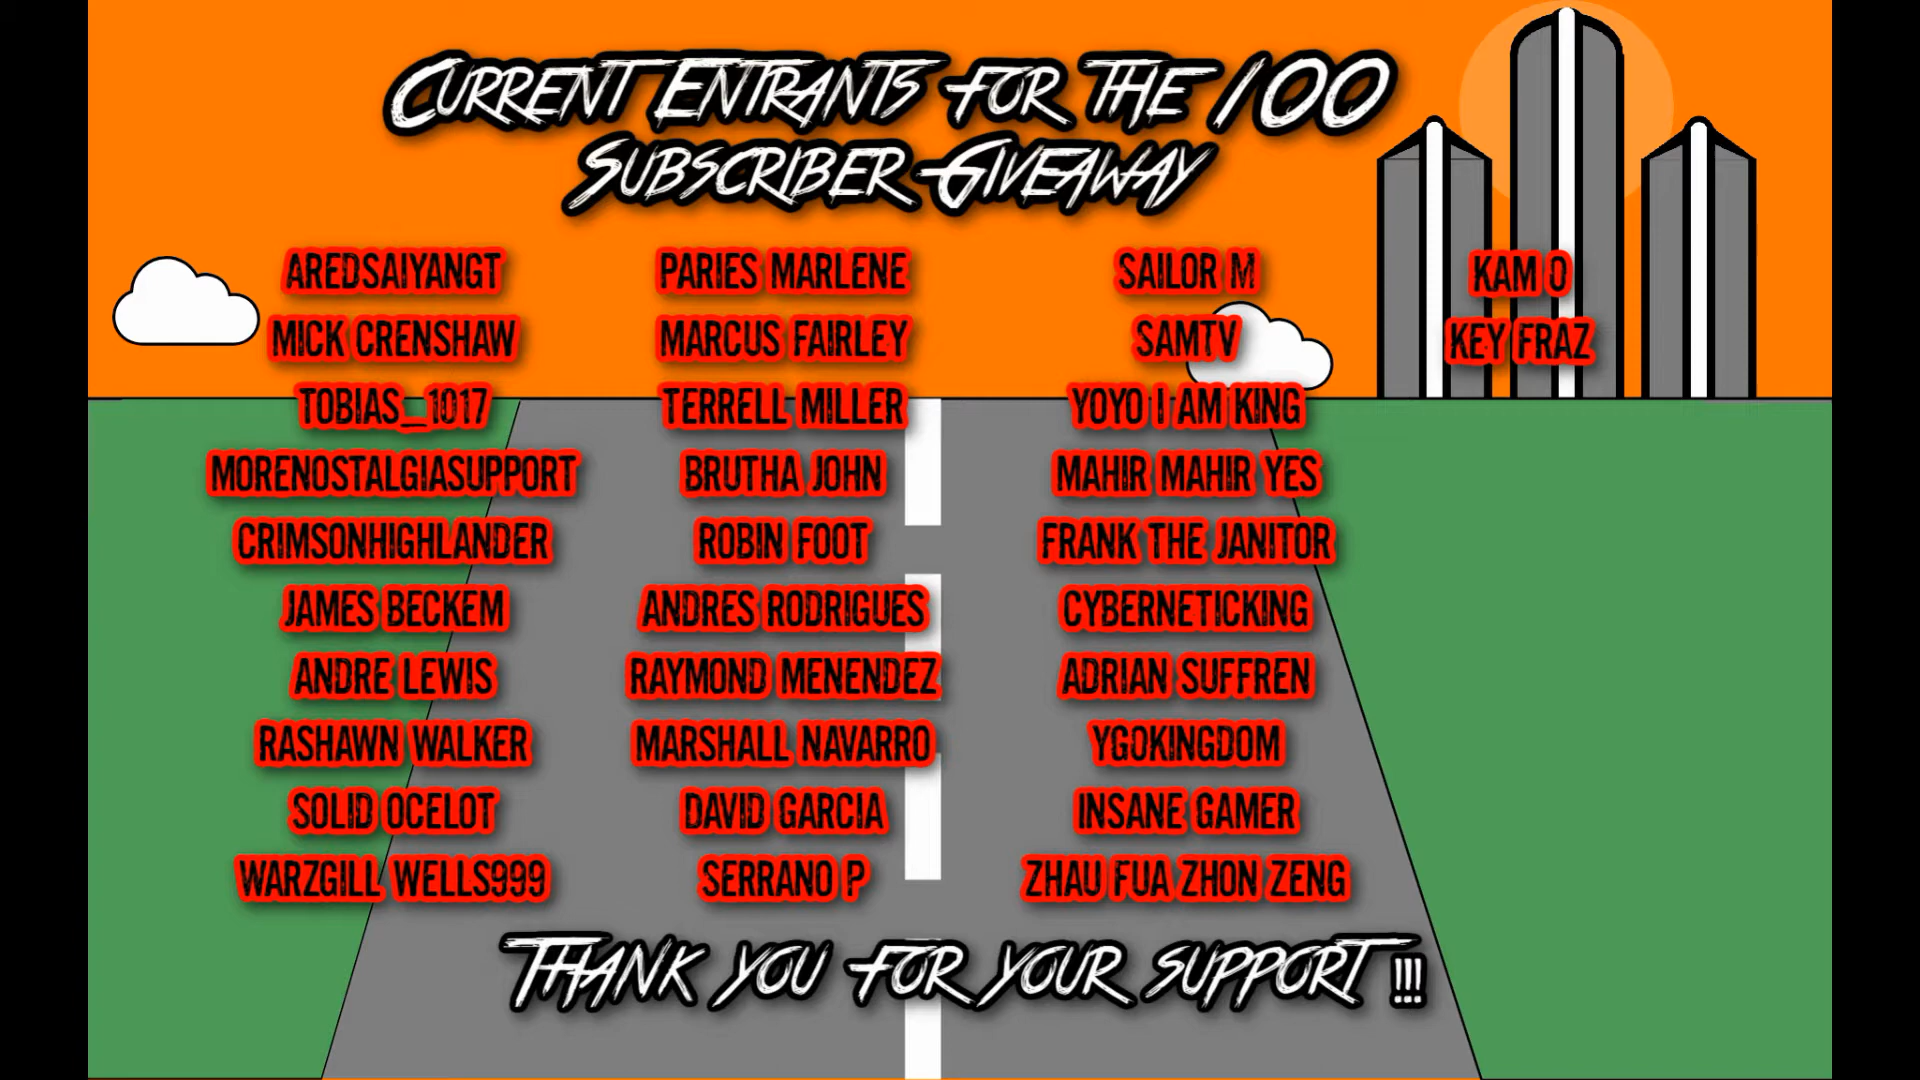 CURRENT ENTRANTS FOR THE 100
SUBSCRIBER GIVEAWAY
AREDSAIYANGT
MICK CRENSHAW
TOBIAS_1017
MORENOSTALGIASUPPORT
CRIMSONHIGHLANDER
JAMES BECKEM
ANDRE LEWIS
RASHAWN WALKER
SOLID OCELOT
WARZGILL WELLS999
PARIES MARLENE
MARCUS FAIRLEY
TERRELL MILLER
BRUTHA JOHN
ROBIN FOOT
ANDRES RODRIGUES
RAYMOND MENENDEZ
MARSHALL NAVARRO
DAVID GARCIA
SERRANO P
SAILOR M
SAMTV
YOYO I AM KING
MAHIR MAHIR YES
FRANK THE JANITOR
CYBERNETICKING
ADRIAN SUFFREN
YGOKINGDOM
INSANE GAMER
ZHAU FUA ZHON ZENG
KAM O
KEY FRAZ
THANK YOU FOR YOUR SUPPORT !!!